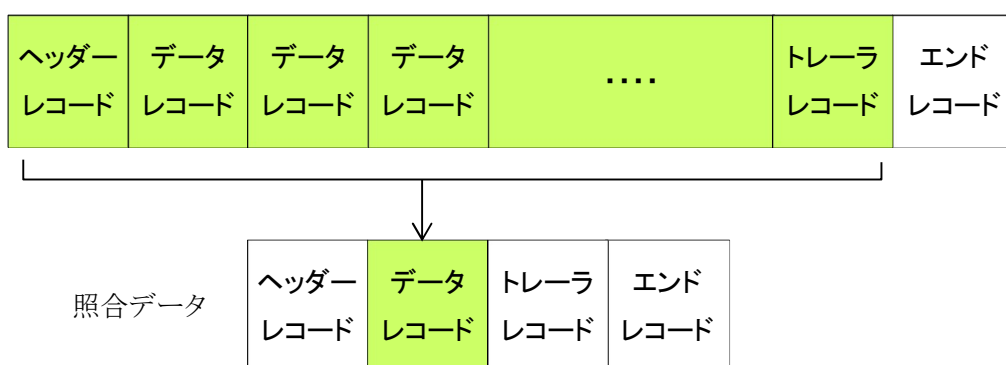 ヘッダー
レコード
データ
レコード
データ
レコード
データ
レコード
....
トレーラ
レコード
エンド
レコード
照合データ
ヘッダー
レコード
データ
レコード
トレーラ
レコード
エンド
レコード